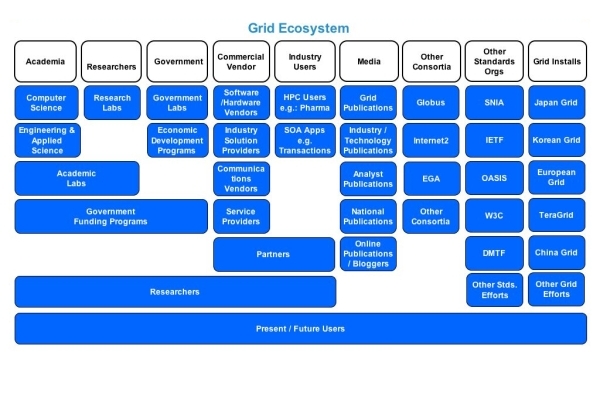 Grid Ecosystem
Academia
Researchers
Government
Commercial
Vendor
Industry
Users
Media
Other
Consortia
Other
Standards
Orgs
Grid Installs
Computer
Science
Research
Labs
Government
Labs
Software
/Hardware
Vendors
HPC Users
e.g.: Pharma
Grid
Publications
Globus
SNIA
Japan Grid
Engineering &
Applied
Science
Economic
Development
Programs
Industry
Solution
Providers
SOA Apps
e.g.
Transactions
Industry /
Technology
Publications
Internet2
IETF
Korean Grid
Academic
Labs
Communica
tions
Vendors
Analyst
Publications
EGA
OASIS
European
Grid
Government
Funding Programs
Service
Providers
National
Publications
Other
Consortia
W3C
TeraGrid
Partners
Online
Publications
/ Bloggers
DMTF
China Grid
Researchers
Other Stds.
Efforts
Other Grid
Efforts
Present / Future Users